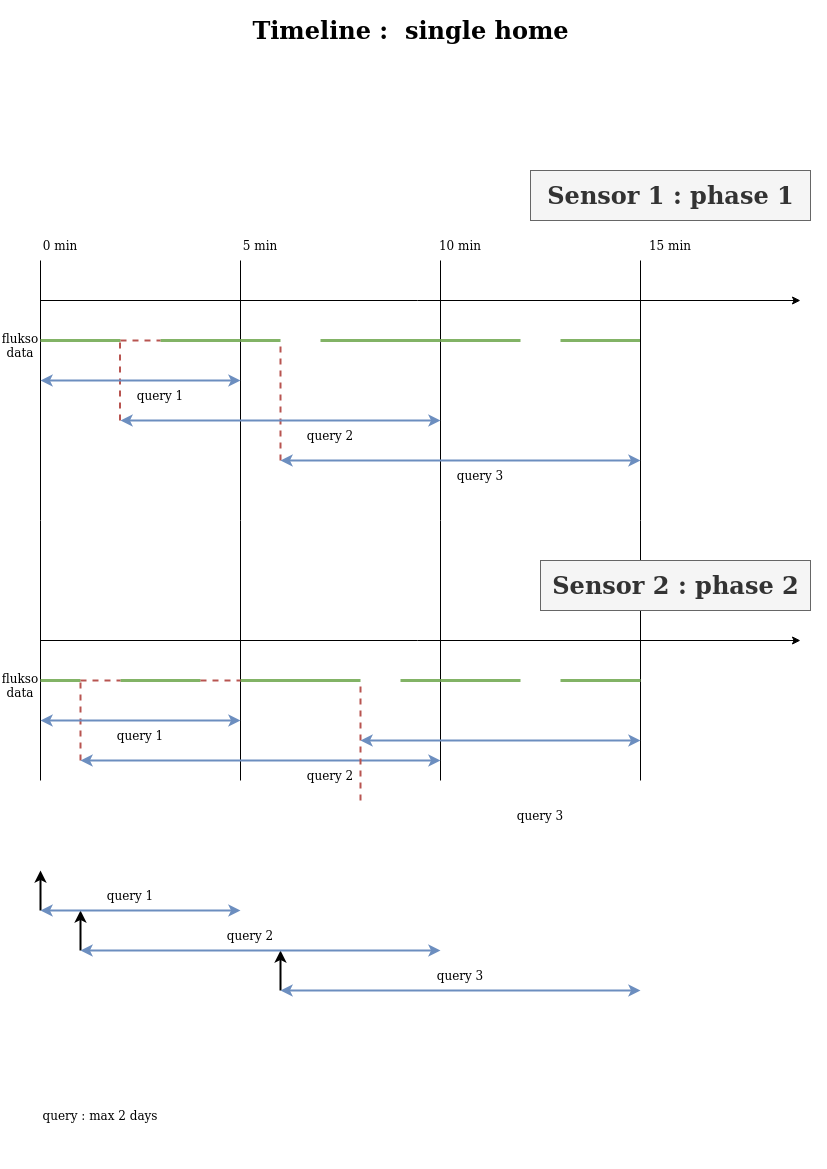 Timeline :  single home
Sensor 1 : phase 1
0 min
5 min
10 min
15 min
flukso
data
query 1
query 2
query 3
Sensor 2 : phase 2
flukso
data
query 1
query 2
query 3
query 1
query 2
query 3
query : max 2 days